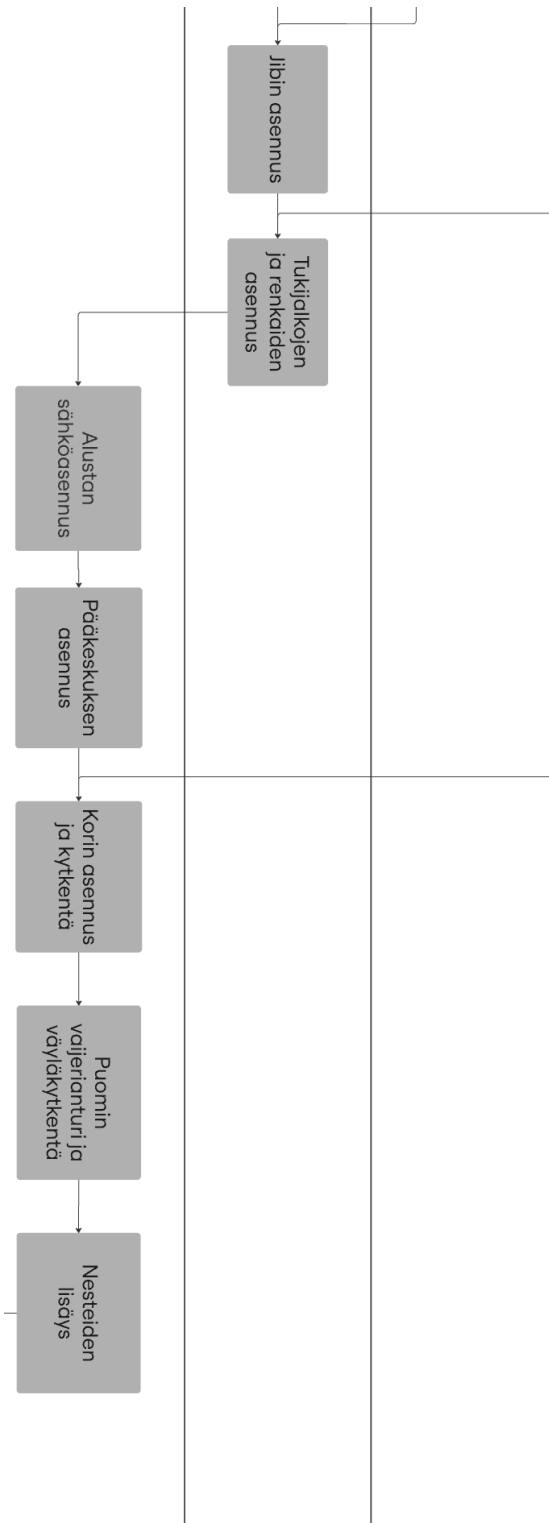 Jibin asennus
Tukijalkojen
ja renkaiden
asennus
Alustan
sähköasennus
Pääkeskuksen
asennus
Korin asennus
ja kytkentä
Puomin
vaijerianturi ja
väyläkytkentä
Nesteiden
lisäys